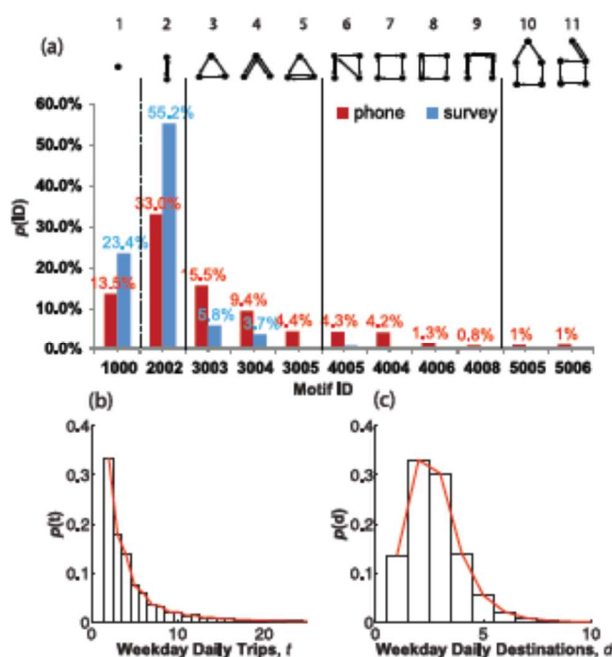 1 2 3 4 5 6 7 8 9 10 11
(a)
60.0%
50.0%
40.0%
30.0%
20.0%
10.0%
0.0%
p(ID)
phone survey
55.2%
33.0%
23.4%
13.5%
15.5%
5.8%
9.4%
3.7%
4.4%
4.3%
4.2%
1.3%
0.8%
1%
1%
1000 2002 3003 3004 3005 4005 4004 4006 4008 5005 5006
Motif ID
(b)
0.4
0.3
0.2
0.1
0
p(t)
0 10 20
Weekday Daily Trips, t
(c)
0.4
0.3
0.2
0.1
0
p(d)
0 5 10
Weekday Daily Destinations, d